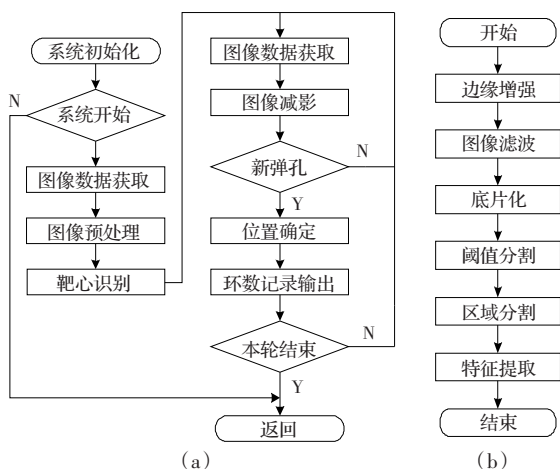 系统初始化
N
系统开始
图像数据获取
图像预处理
靶心识别
图像数据获取
图像减影
新弹孔
N
Y
位置确定
环数记录输出
本轮结束
N
Y
返回
(a)
开始
边缘增强
图像滤波
底片化
阈值分割
区域分割
特征提取
结束
(b)